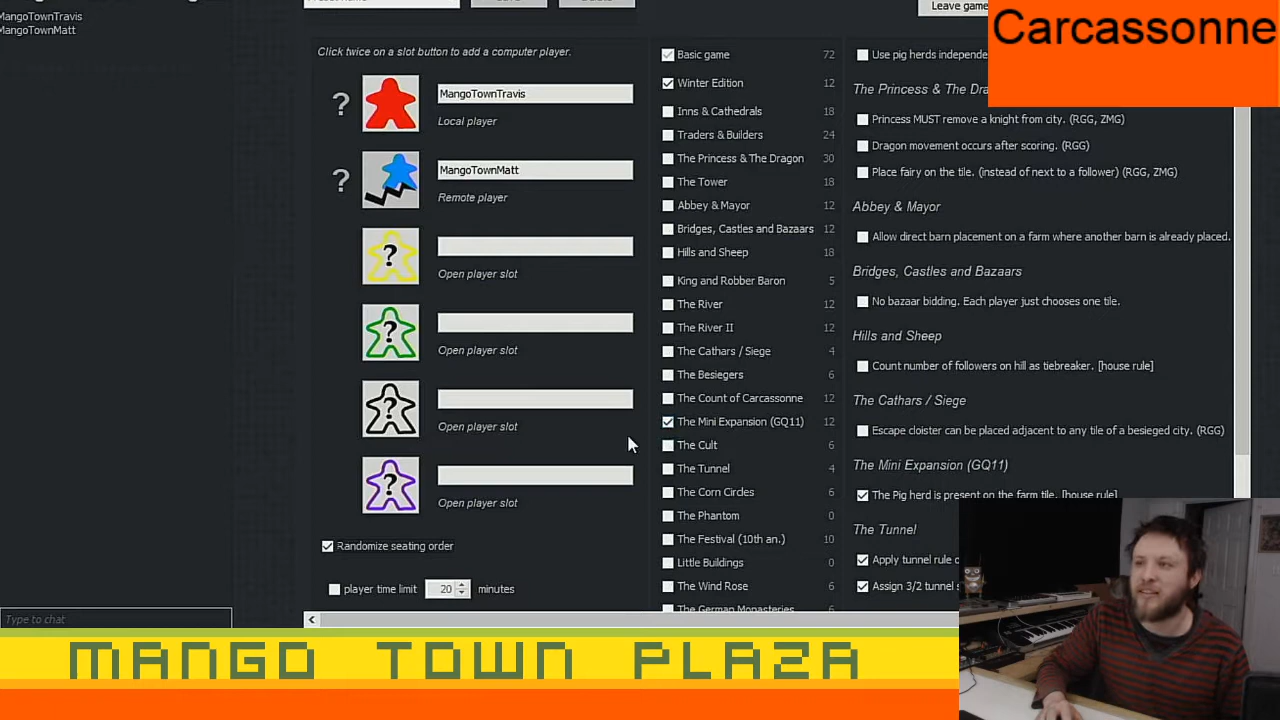 MangoTownTravis
MangoTownMatt
Leave game
Carcassonne
Click twice on a slot button to add a computer player.
?
MangoTownTravis
Local player
?
MangoTownMatt
Remote player
?
Open player slot
?
Open player slot
?
Open player slot
?
Open player slot
Randomize seating order
player time limit 20 minutes
Basic game 72
Winter Edition 12
Inns & Cathedrals 18
Traders & Builders 24
The Princess & The Dragon 30
The Tower 18
Abbey & Mayor 12
Bridges, Castles and Bazaars 12
Hills and Sheep 18
King and Robber Baron 5
The River 12
The River II 12
The Cathars / Siege 4
The Besiegers 6
The Count of Carcassonne 12
The Mini Expansion (GQ11) 12
The Cult 6
The Tunnel 4
The Corn Circles 6
The Phantom 0
The Festival (10th an.) 10
Little Buildings 0
The Wind Rose 6
The German Monasteries 6
Use pig herds independe
The Princess & The Dra
Princess MUST remove a knight from city. (RGG, ZMG)
Dragon movement occurs after scoring. (RGG)
Place fairy on the tile. (instead of next to a follower) (RGG, ZMG)
Abbey & Mayor
Allow direct barn placement on a farm where another barn is already placed.
Bridges, Castles and Bazaars
No bazaar bidding. Each player just chooses one tile.
Hills and Sheep
Count number of followers on hill as tiebreaker. [house rule]
The Cathars / Siege
Escape cloister can be placed adjacent to any tile of a besieged city. (RGG)
The Mini Expansion (GQ11)
The Pig herd is present on the farm tile. [house rule]
The Tunnel
Apply tunnel rule
Assign 3/2 tunnel
Type to chat
MANGO TOWN PLAZA